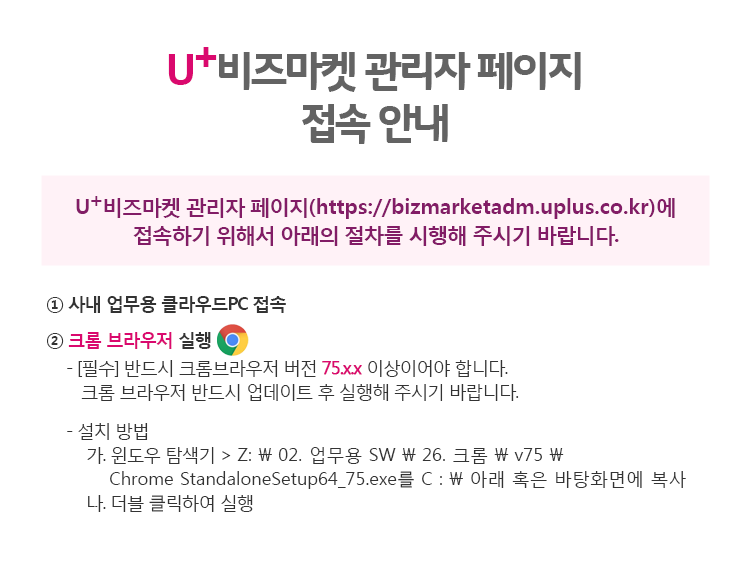 U+비즈마켓 관리자 페이지
접속 안내
U+비즈마켓 관리자 페이지(https://bizmarketadm.uplus.co.kr)에
접속하기 위해서 아래의 절차를 시행해 주시기 바랍니다.
① 사내 업무용 클라우드PC 접속
② 크롬 브라우저 실행
- [필수] 반드시 크롬브라우저 버전 75.x.x 이상이어야 합니다.
크롬 브라우저 반드시 업데이트 후 실행해 주시기 바랍니다.
- 설치 방법
가. 윈도우 탐색기 > Z: ₩ 02. 업무용 SW ₩ 26. 크롬 ₩ v75 ₩
Chrome StandaloneSetup64_75.exe를 C : ₩ 아래 혹은 바탕화면에 복사
나. 더블 클릭하여 실행